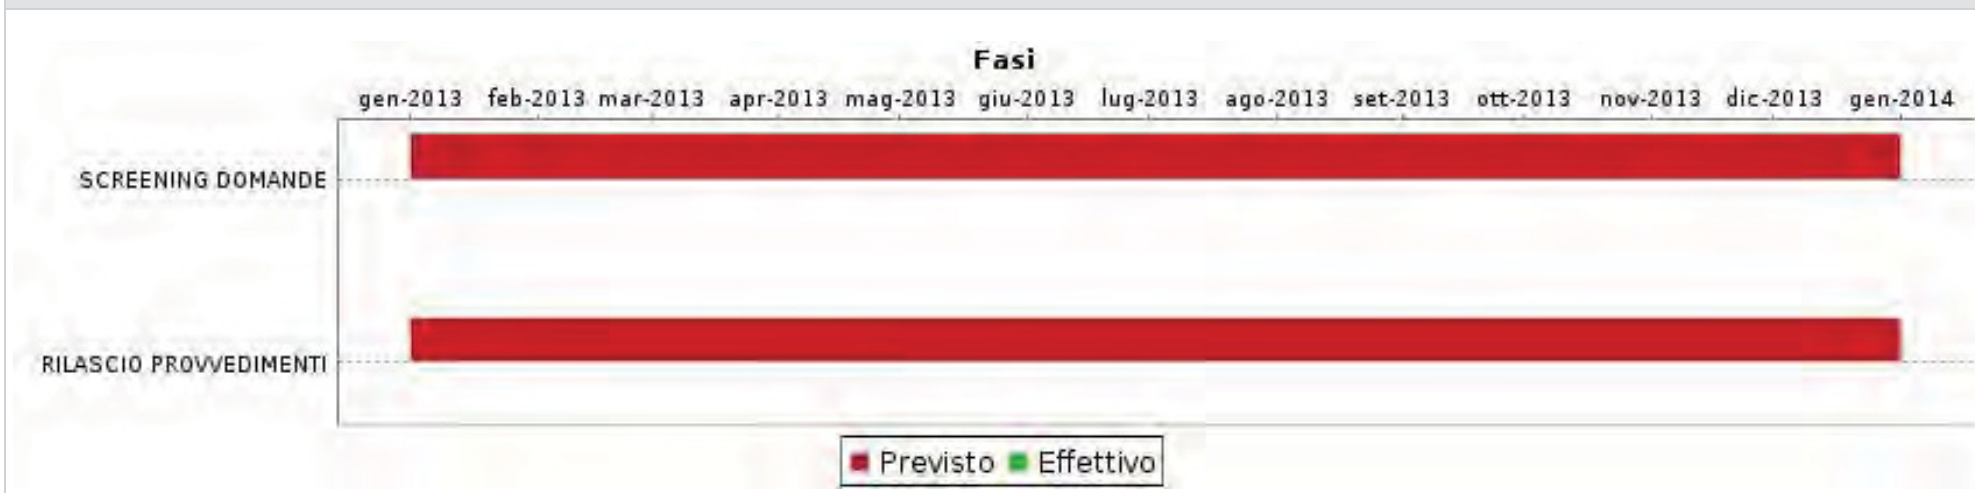 Fasi
gen-2013 feb-2013 mar-2013 apr-2013 mag-2013 giu-2013 lug-2013 ago-2013 set-2013 ott-2013 nov-2013 dic-2013 gen-2014
SCREENING DOMANDE
RILASCIO PROVVEDIMENTI
Previsto Effettivo